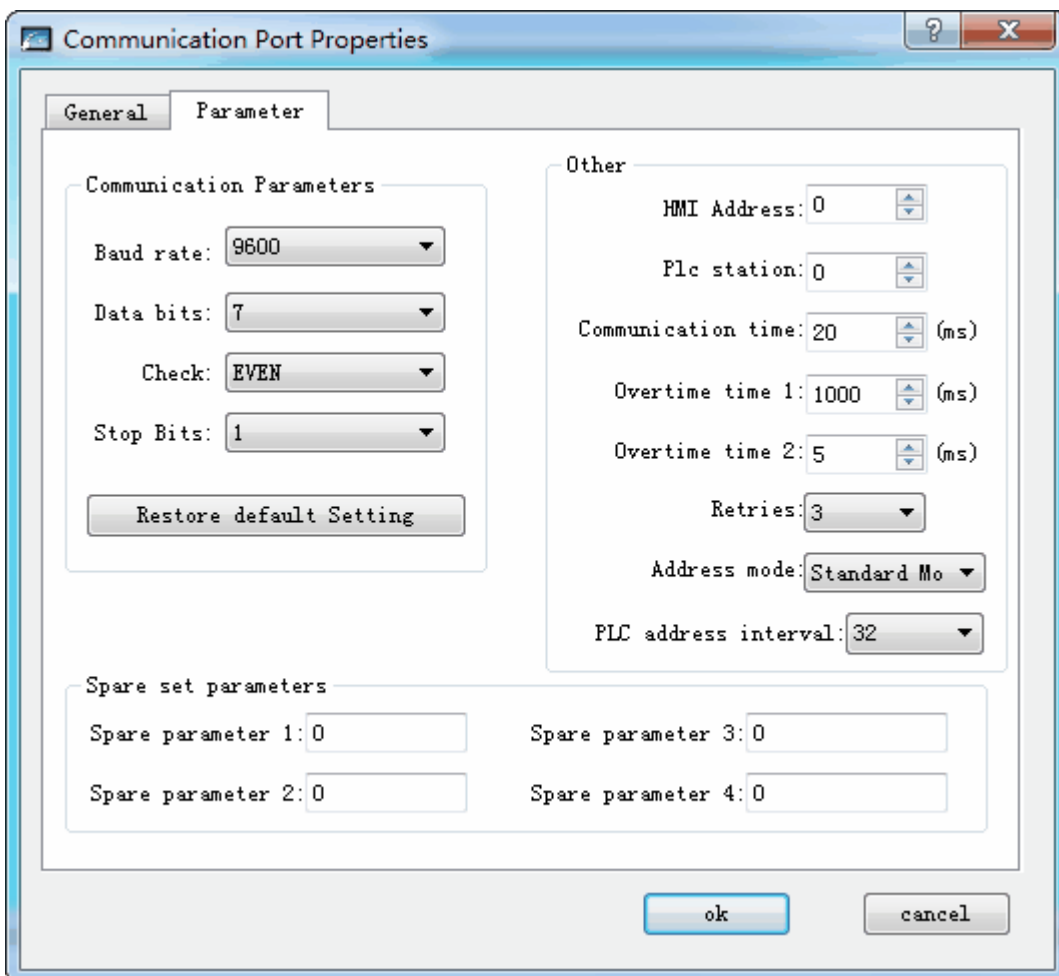 Communication Port Properties
General
Parameter
Communication Parameters
Baud rate: 9600
Data bits: 7
Check: EVEN
Stop Bits: 1
Restore default Setting
Other
HMI Address: 0
Plc station: 0
Communication time: 20 (ms)
Overtime time 1: 1000 (ms)
Overtime time 2: 5 (ms)
Retries: 3
Address mode: Standard Mo
PLC address interval: 32
Spare set parameters
Spare parameter 1: 0
Spare parameter 3: 0
Spare parameter 2: 0
Spare parameter 4: 0
ok
cancel